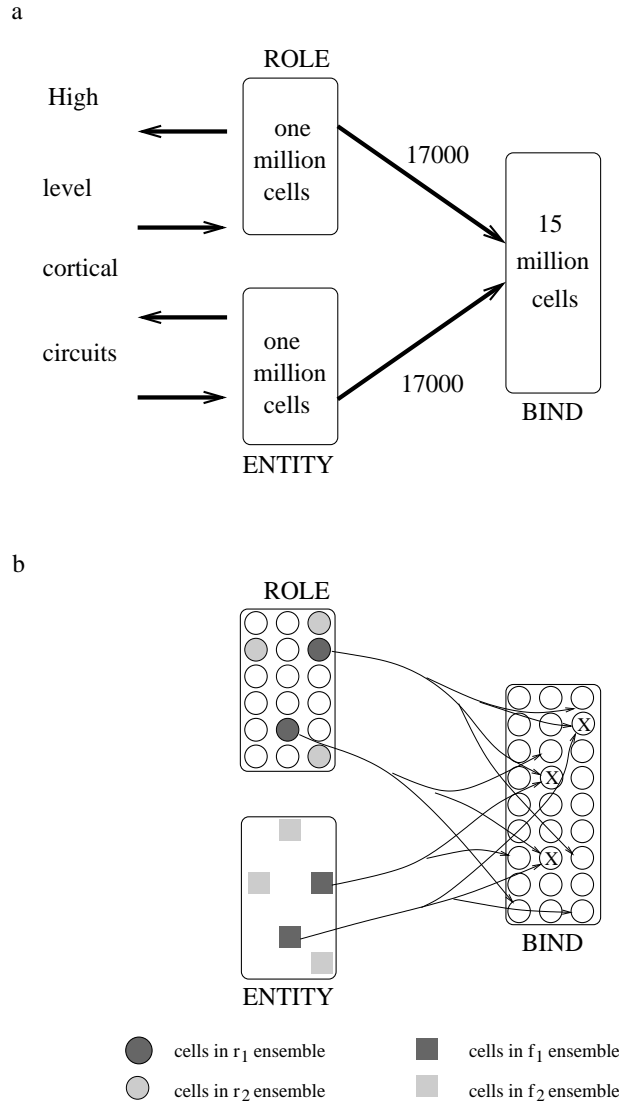 a
ROLE
High
one
million
cells
17000
level
15
million
cells
cortical
one
million
cells
circuits
17000
BIND
ENTITY
b
ROLE
X
X
X
BIND
ENTITY
cells in r1 ensemble
cells in f1 ensemble
cells in r2 ensemble
cells in f2 ensemble